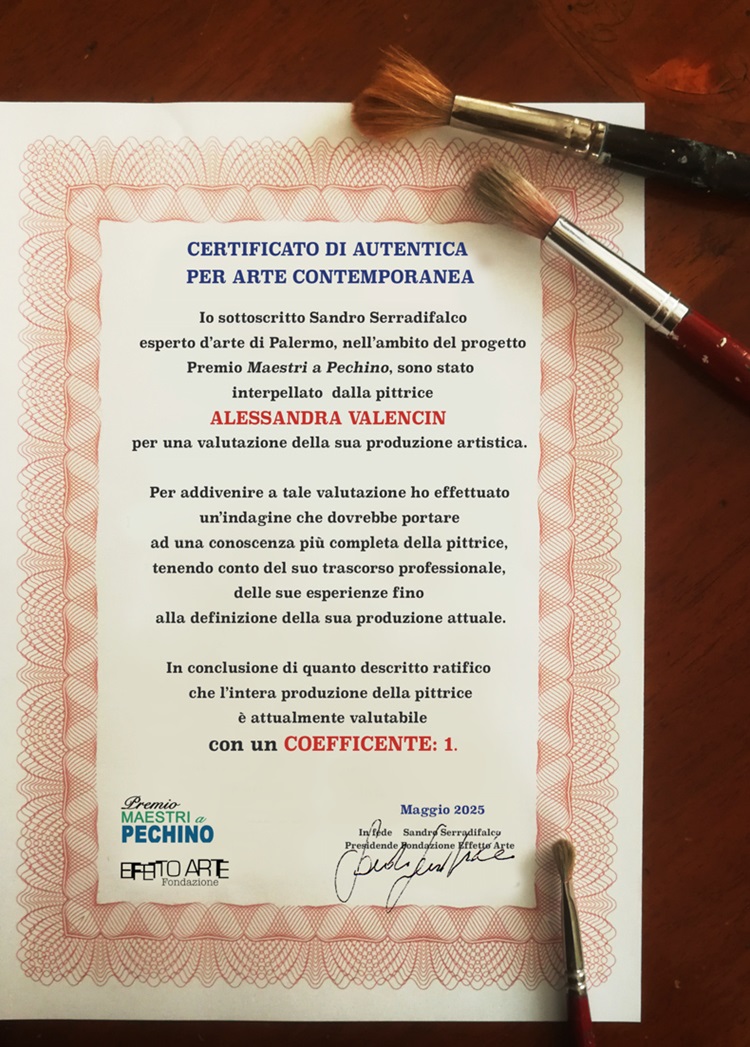 CERTIFICATO DI AUTENTICA
PER ARTE CONTEMPORANEA
Io sottoscritto Sandro Serradifalco
esperto d'arte di Palermo, nell'ambito del progetto
Premio Maestri a Pechino, sono stato
interpellato dalla pittrice
ALESSANDRA VALENCIN
per una valutazione della sua produzione artistica.
Per addivenire a tale valutazione ho effettuato
un'indagine che dovrebbe portare
ad una conoscenza più completa della pittrice,
tenendo conto del suo trascorso professionale,
delle sue esperienze fino
alla definizione della sua produzione attuale.
In conclusione di quanto descritto ratifico
che l'intera produzione della pittrice
è attualmente valutabile
con un COEFFICENTE: 1.
Premio
MAESTRI a
PECHINO
EFFETTO ARTE
Fondazione
Maggio 2025
In fede Sandro Serradifalco
Presidende Fondazione Effetto Arte